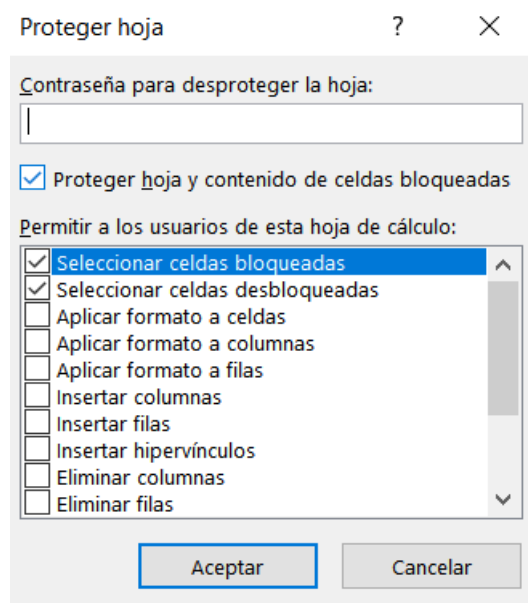 Proteger hoja ?
Contraseña para desproteger la hoja:
Proteger hoja y contenido de celdas bloqueadas
Permitir a los usuarios de esta hoja de cálculo:
Seleccionar celdas bloqueadas
Seleccionar celdas desbloqueadas
Aplicar formato a celdas
Aplicar formato a columnas
Aplicar formato a filas
Insertar columnas
Insertar filas
Insertar hipervínculos
Eliminar columnas
Eliminar filas
Aceptar Cancelar